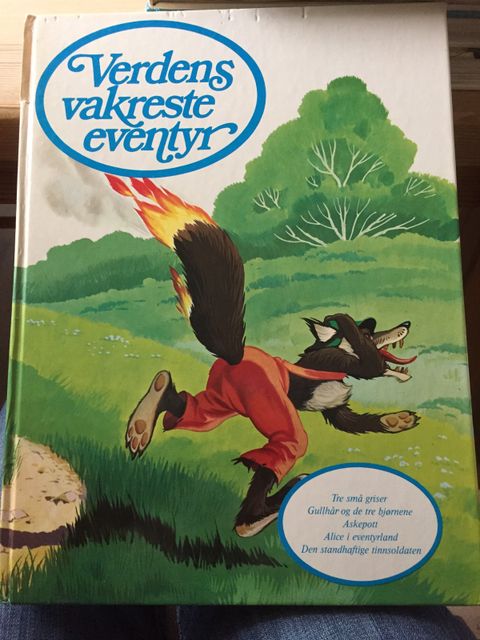 Verdens
vakreste
eventyr
Tre små griser
Gullhår og de tre bjørnene
Askepott
Alice i eventyrland
Den standhaftige tinnsoldaten